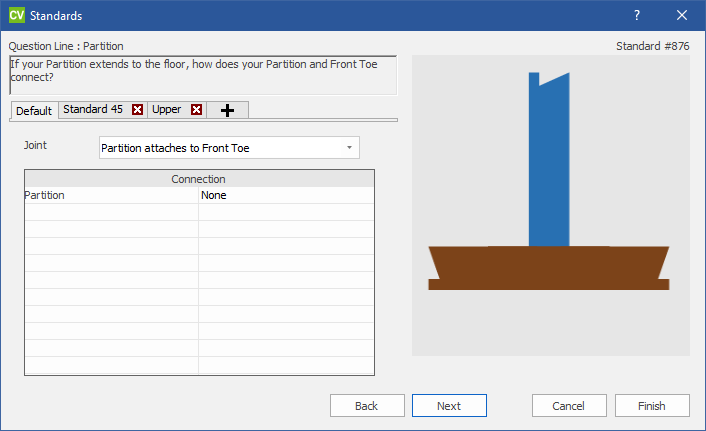 CV Standards ?
Question Line : Partition Standard #876
If your Partition extends to the floor, how does your Partition and Front Toe
connect?
Default Standard 45 Upper
Joint Partition attaches to Front Toe
Connection
Partition None
Back Next Cancel Finish